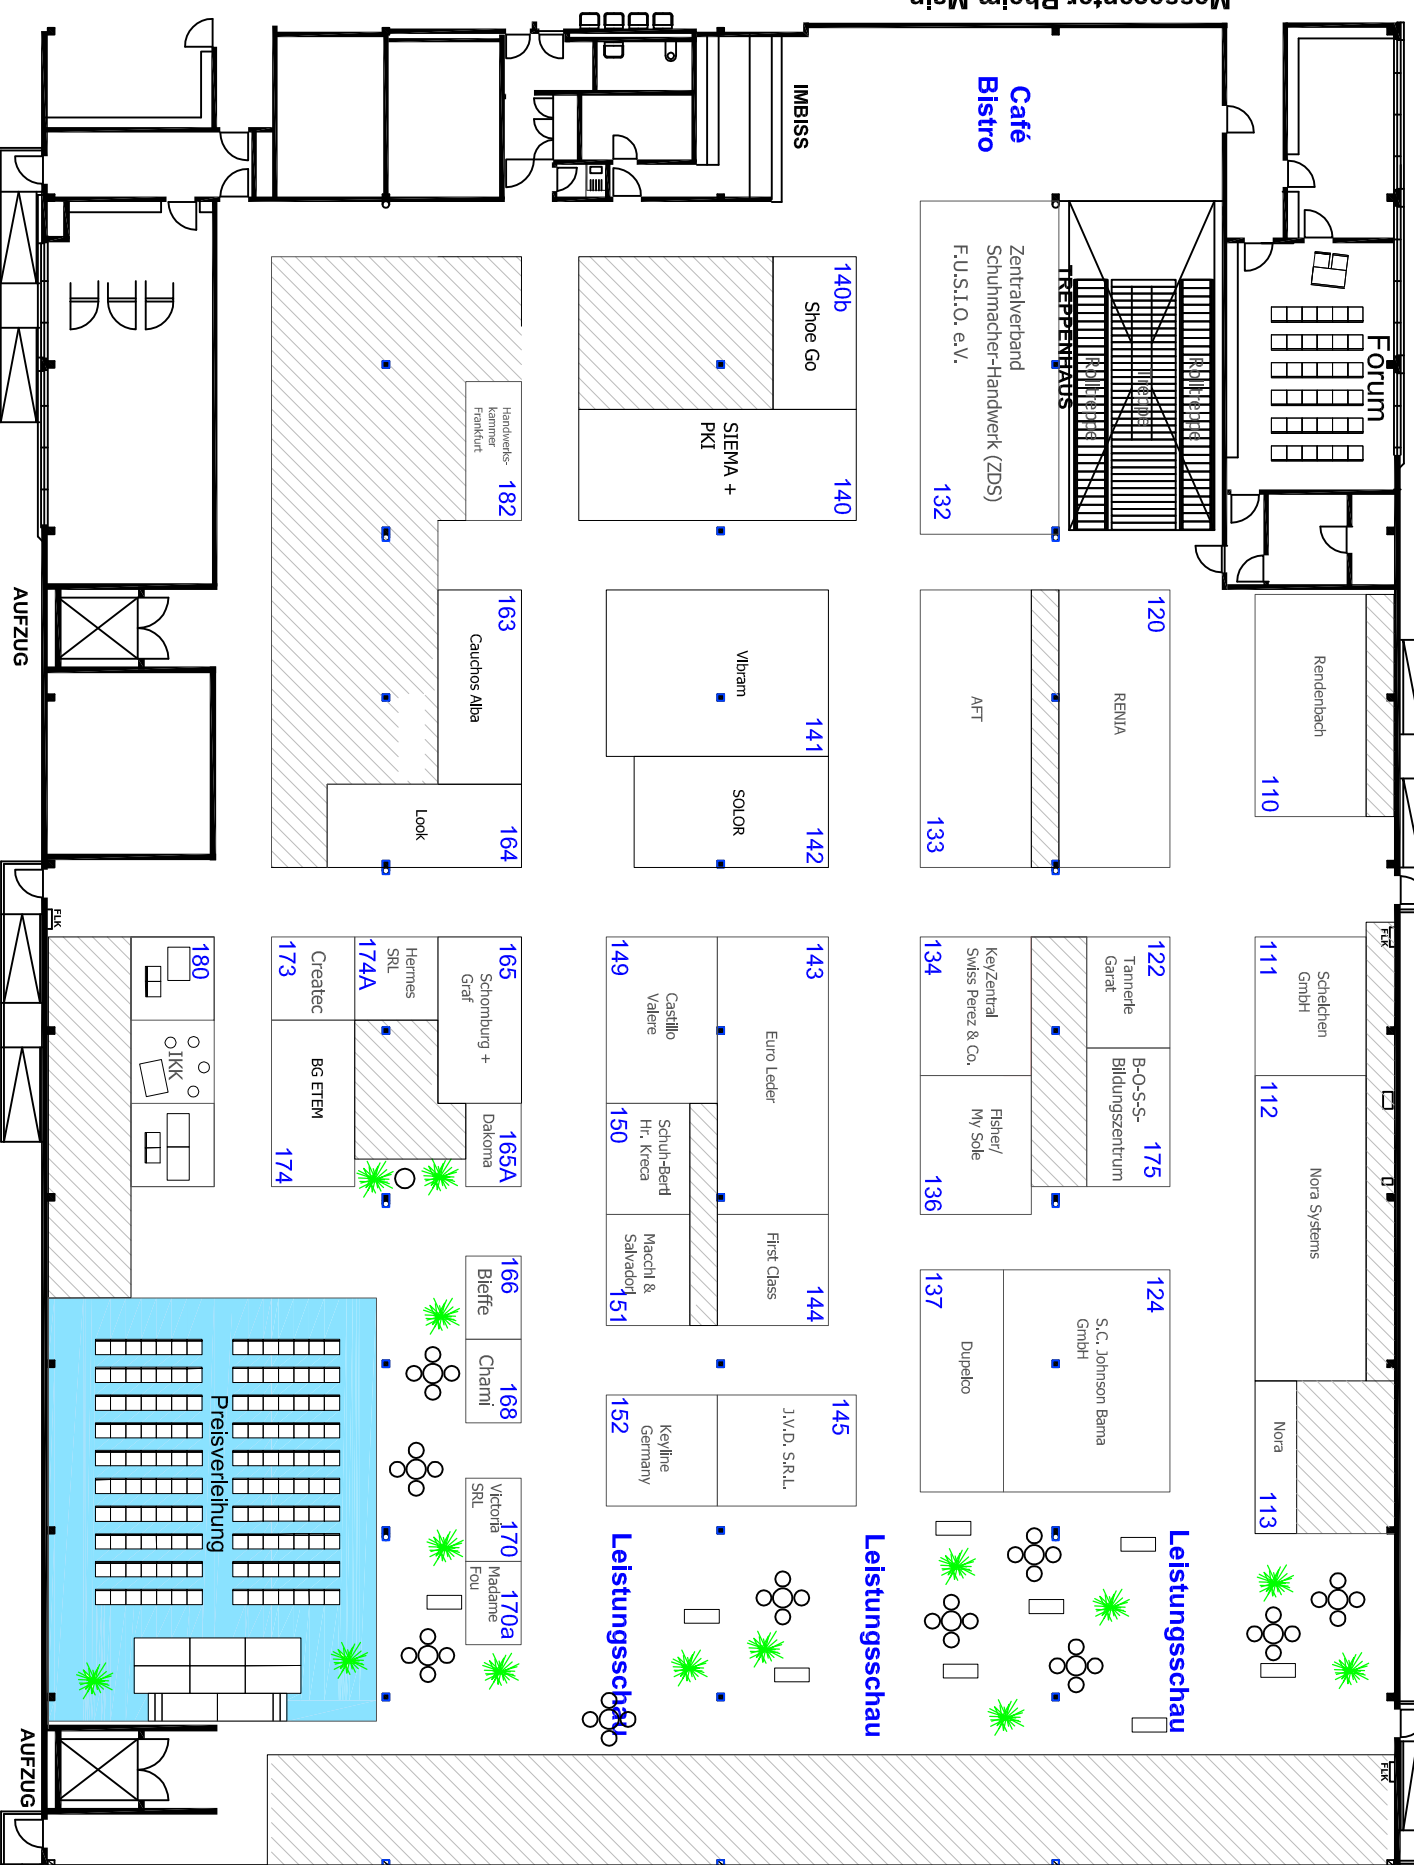 Messecenter Rhein Main
Café
Bistro
IMBISS
Forum
TREPPENHAUS
Rolltreppe
Treppe
Rolltreppe
Zentralverband
Schuhmacher-Handwerk (ZDS)
F.U.S.I.O. e.V.
132
140b
Shoe Go
SIEMA +
PKI
140
Handwerks-
kammer
Frankfurt
182
AUFZUG
163
Cauchos Alba
Look
164
Vibram
141
SOLOR
142
AFT
133
120
RENIA
Rendenbach
110
FLK
FLK
180
IKK
173
Createc
174A
Hermes
SRL
165
Schomburg +
Graf
BG ETEM
174
Dakoma
165A
149
Castillo
Valere
143
Euro Leder
150
Schuh-Bertl
Hr. Kreca
Macchi &
Salvadori
151
First Class
144
134
KeyZentral
Swiss Perez & Co.
Fisher/
My Sole
136
122
Tannerie
Garat
B-O-S-S-
Bildungszentrum
175
111
Schelchen
GmbH
112
Nora Systems
166
Bieffe
Chami
168
137
Dupelco
124
S.C. Johnson Bama
GmbH
152
Keyline
Germany
145
J.V.D. S.R.L.
Nora
113
Victoria
SRL
170
Madame
Fou
170a
Preisverleihung
Leistungsschau
Leistungsschau
Leistungsschau
AUFZUG
FLK